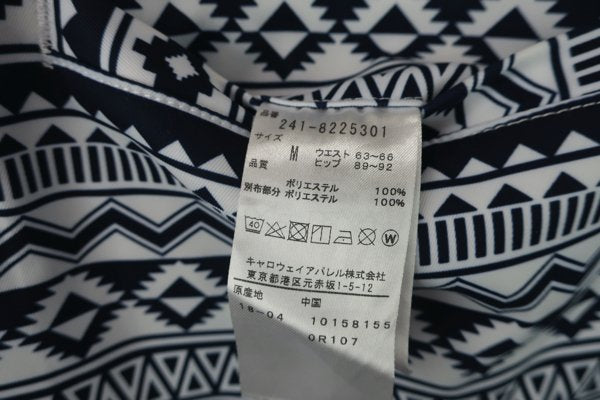 品番
241-8225301
サイズ
M ウエスト 63~66
品質 ヒップ 89~92
ポリエステル 100%
別布部分 ポリエステル 100%
40 W
キャロウェイアパレル株式会社
東京都港区元赤坂1-5-12
原産地 中国
18-04 10158155
0R107